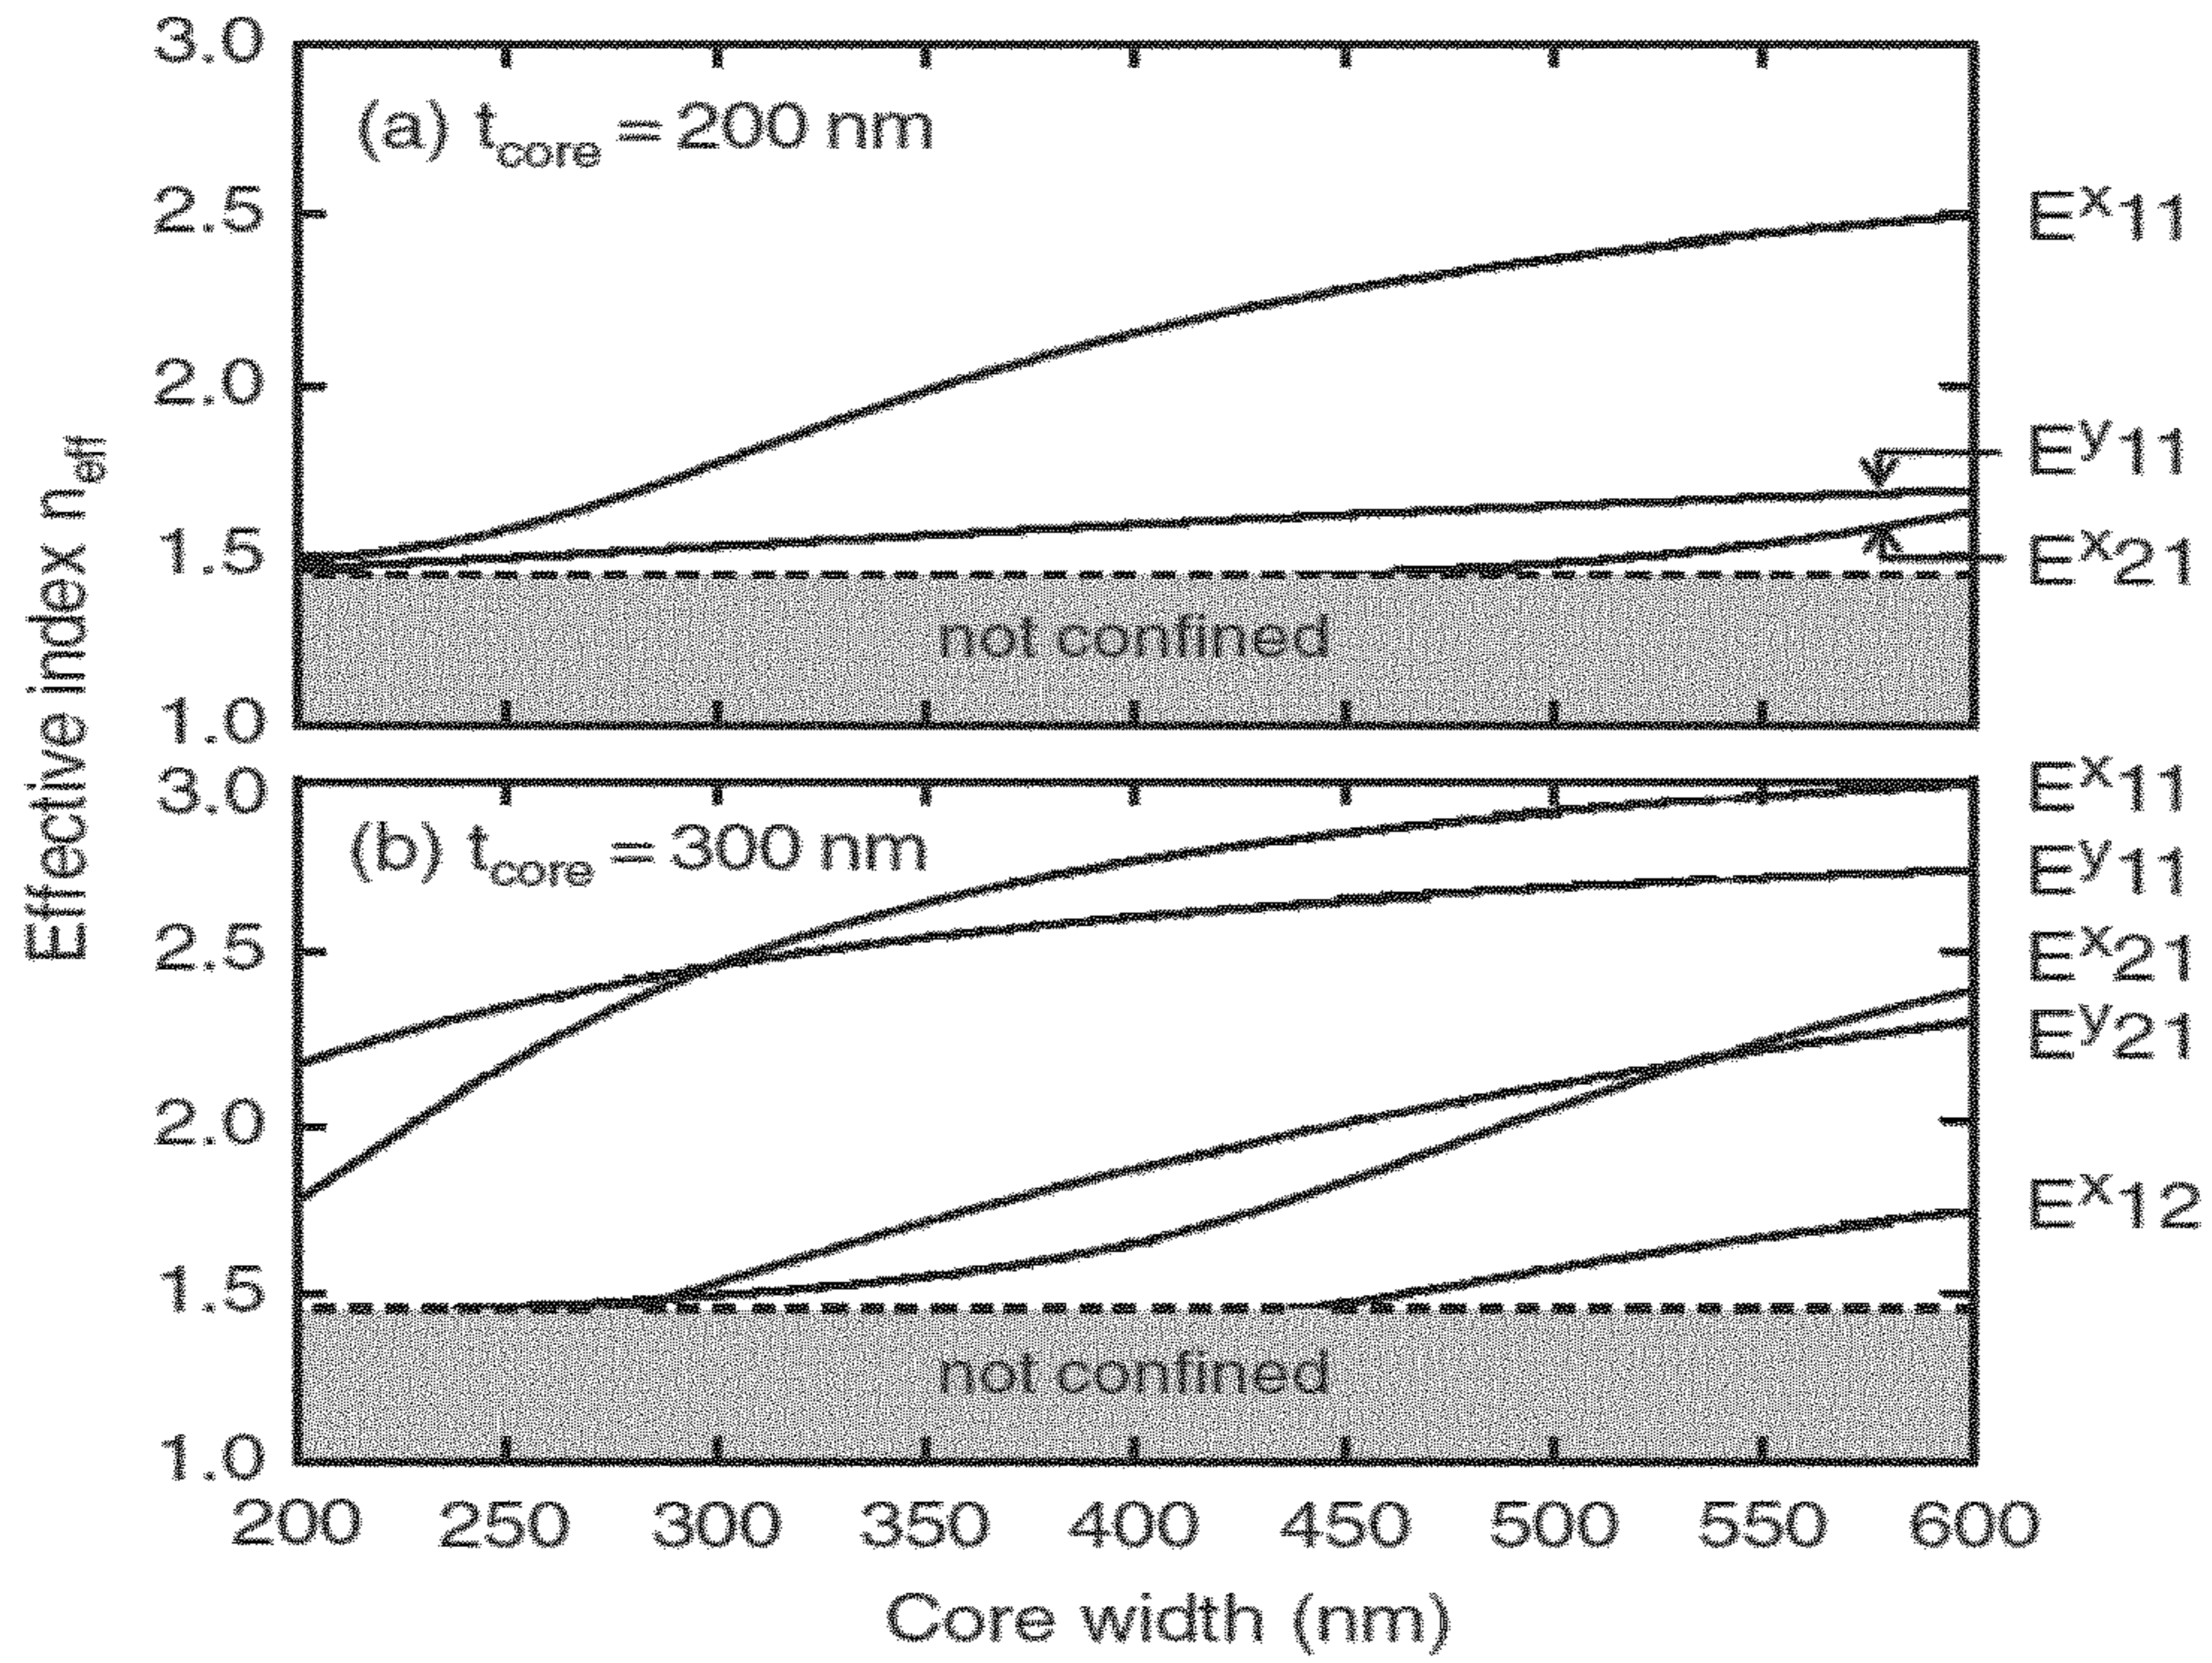 Effective index neff
3.0
2.5
2.0
1.5
1.0
(a) tcore = 200 nm
not confined
Ex11
Ey11
Ex21
3.0
2.5
2.0
1.5
1.0
(b) tcore = 300 nm
not confined
Ex11
Ey11
Ex21
Ey21
Ex12
200 250 300 350 400 450 500 550 600
Core width (nm)